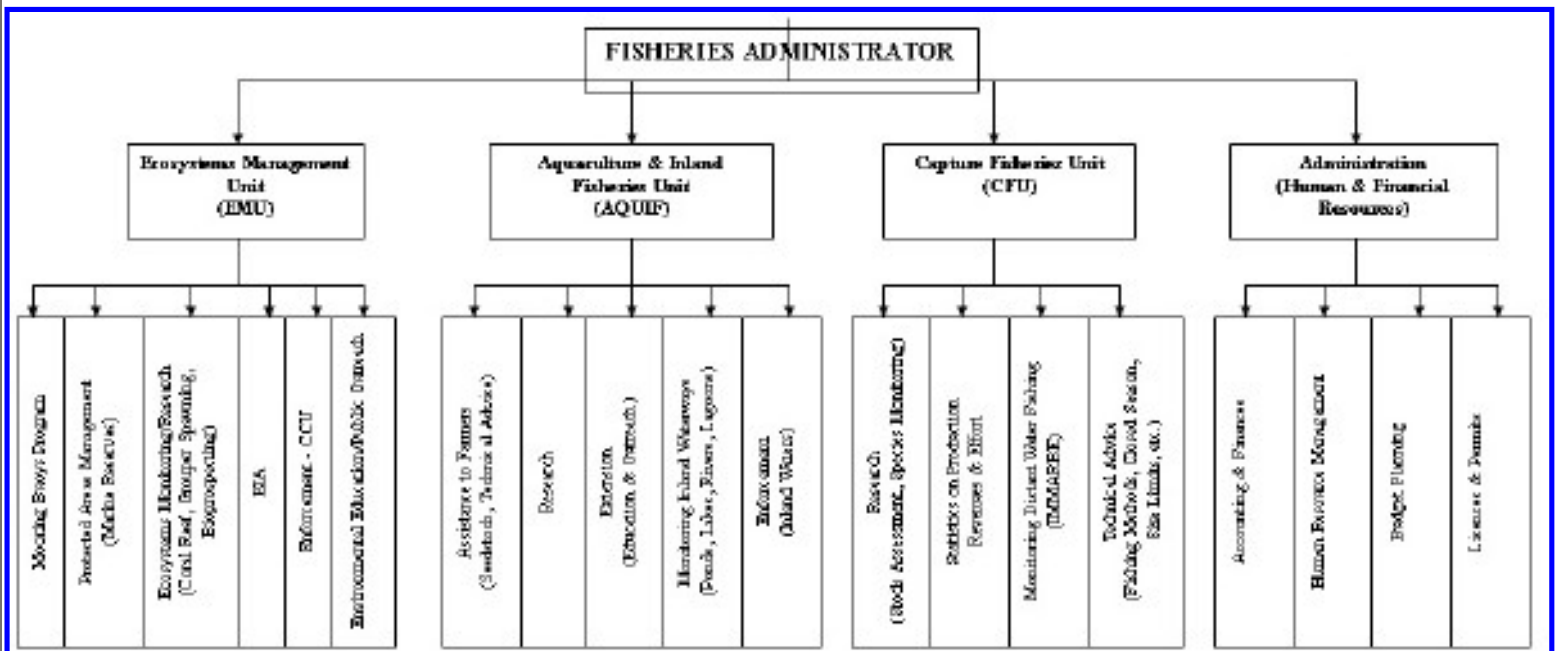 FISHERIES ADMINISTRATOR
Ecosystems Management
Unit
(EMU)
Aquaculture & Inland
Fisheries Unit
(AQUIF)
Capture Fisheries Unit
(CFU)
Administration
(Human & Financial
Resources)
Mooring Buoys Program
Protected Areas Management
(Marine Reserves)
Ecosystems Monitoring/Research
(Coral Reef, Grouper Spawning,
Bioprospecting)
EIA
Enforcement - CCU
Environmental Education/Public Outreach
Assistance to Farmers
(Seedstock, Technical Advice)
Research
Extension
(Education & Outreach)
Monitoring Inland Waterways
(Ponds, Lakes, Rivers, Lagoons)
Enforcement
(Inland Waters)
Research
(Stock Assessment, Species Monitoring)
Statistics on Production
Revenues & Effort
Monitoring Distant Water Fishing
(IMMARBE)
Technical Advice
(Fishing Methods, Closed Season,
Size Limits, etc.)
Accounting & Finances
Human Resource Management
Budget Planning
Licenses & Permits